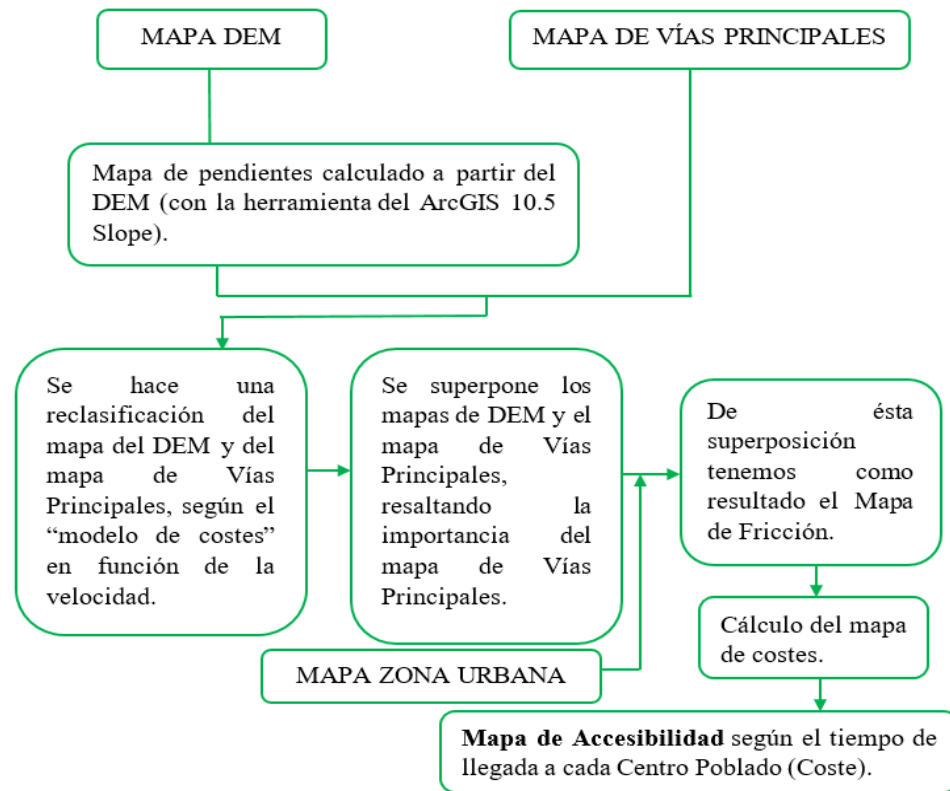 MAPA DEM
MAPA DE VÍAS PRINCIPALES
Mapa de pendientes calculado a partir del
DEM (con la herramienta del ArcGIS 10.5
Slope).
Se hace una
reclasificación del
mapa del DEM y del
mapa de Vías
Principales, según el
“modelo de costes”
en función de la
velocidad.
Se superpone los
mapas de DEM y el
mapa de Vías
Principales,
resaltando la
importancia del
mapa de Vías
Principales.
De ésta
superposición
tenemos como
resultado el Mapa
de Fricción.
MAPA ZONA URBANA
Cálculo del mapa
de costes.
Mapa de Accesibilidad según el tiempo de
llegada a cada Centro Poblado (Coste).